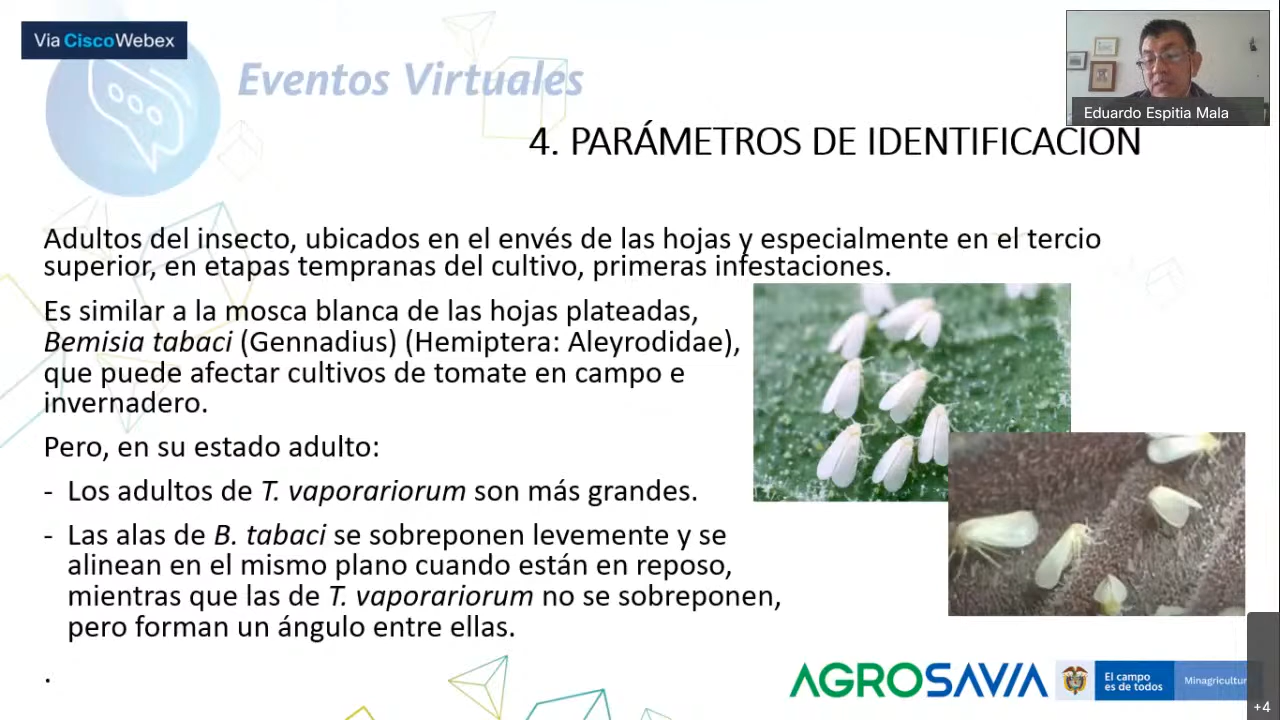 Via CiscoWebex
Eventos Virtuales
Eduardo Espitia Mala
4. PARÁMETROS DE IDENTIFICACIÓN
Adultos del insecto, ubicados en el envés de las hojas y especialmente en el tercio
superior, en etapas tempranas del cultivo, primeras infestaciones.
Es similar a la mosca blanca de las hojas plateadas,
Bemisia tabaci (Gennadius) (Hemiptera: Aleyrodidae),
que puede afectar cultivos de tomate en campo e
invernadero.
Pero, en su estado adulto:
- Los adultos de T. vaporariorum son más grandes.
- Las alas de B. tabaci se sobreponen levemente y se
alinean en el mismo plano cuando están en reposo,
mientras que las de T. vaporariorum no se sobreponen,
pero forman un ángulo entre ellas.
.
AGROSAVIA
El campo
es de todos
Minagricultur
+4